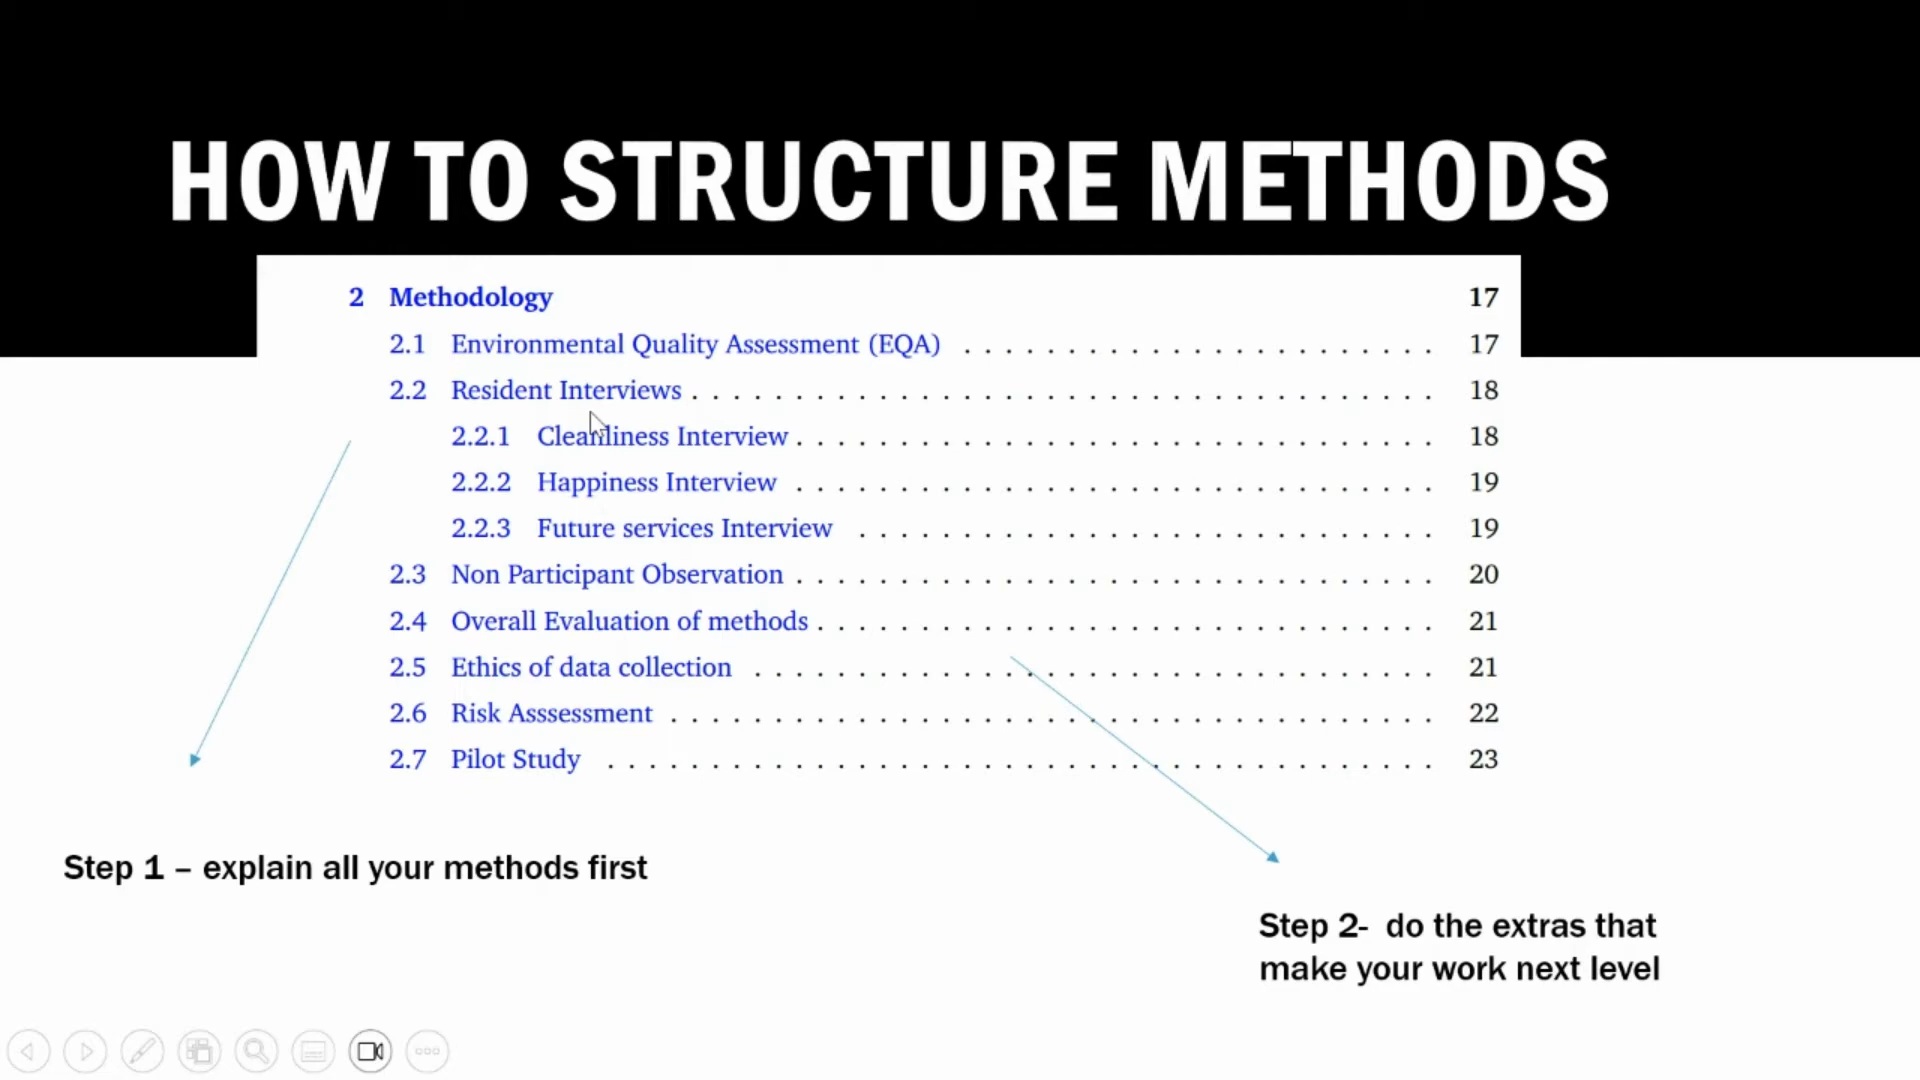 HOW TO STRUCTURE METHODS
2 Methodology 17
2.1 Environmental Quality Assessment (EQA) . . . . . . . . . . . . . . . . . . . . . . . 17
2.2 Resident Interviews . . . . . . . . . . . . . . . . . . . . . . . . . . . . . . . . . . . . 18
2.2.1 Cleanliness Interview . . . . . . . . . . . . . . . . . . . . . . . . . . . . . . . 18
2.2.2 Happiness Interview . . . . . . . . . . . . . . . . . . . . . . . . . . . . . . . 19
2.2.3 Future services Interview . . . . . . . . . . . . . . . . . . . . . . . . . . . . 19
2.3 Non Participant Observation . . . . . . . . . . . . . . . . . . . . . . . . . . . . . . . 20
2.4 Overall Evaluation of methods . . . . . . . . . . . . . . . . . . . . . . . . . . . . . . 21
2.5 Ethics of data collection . . . . . . . . . . . . . . . . . . . . . . . . . . . . . . . . . 21
2.6 Risk Asssessment . . . . . . . . . . . . . . . . . . . . . . . . . . . . . . . . . . . . . 22
2.7 Pilot Study . . . . . . . . . . . . . . . . . . . . . . . . . . . . . . . . . . . . . . . . 23
Step 1 – explain all your methods first
Step 2- do the extras that
make your work next level